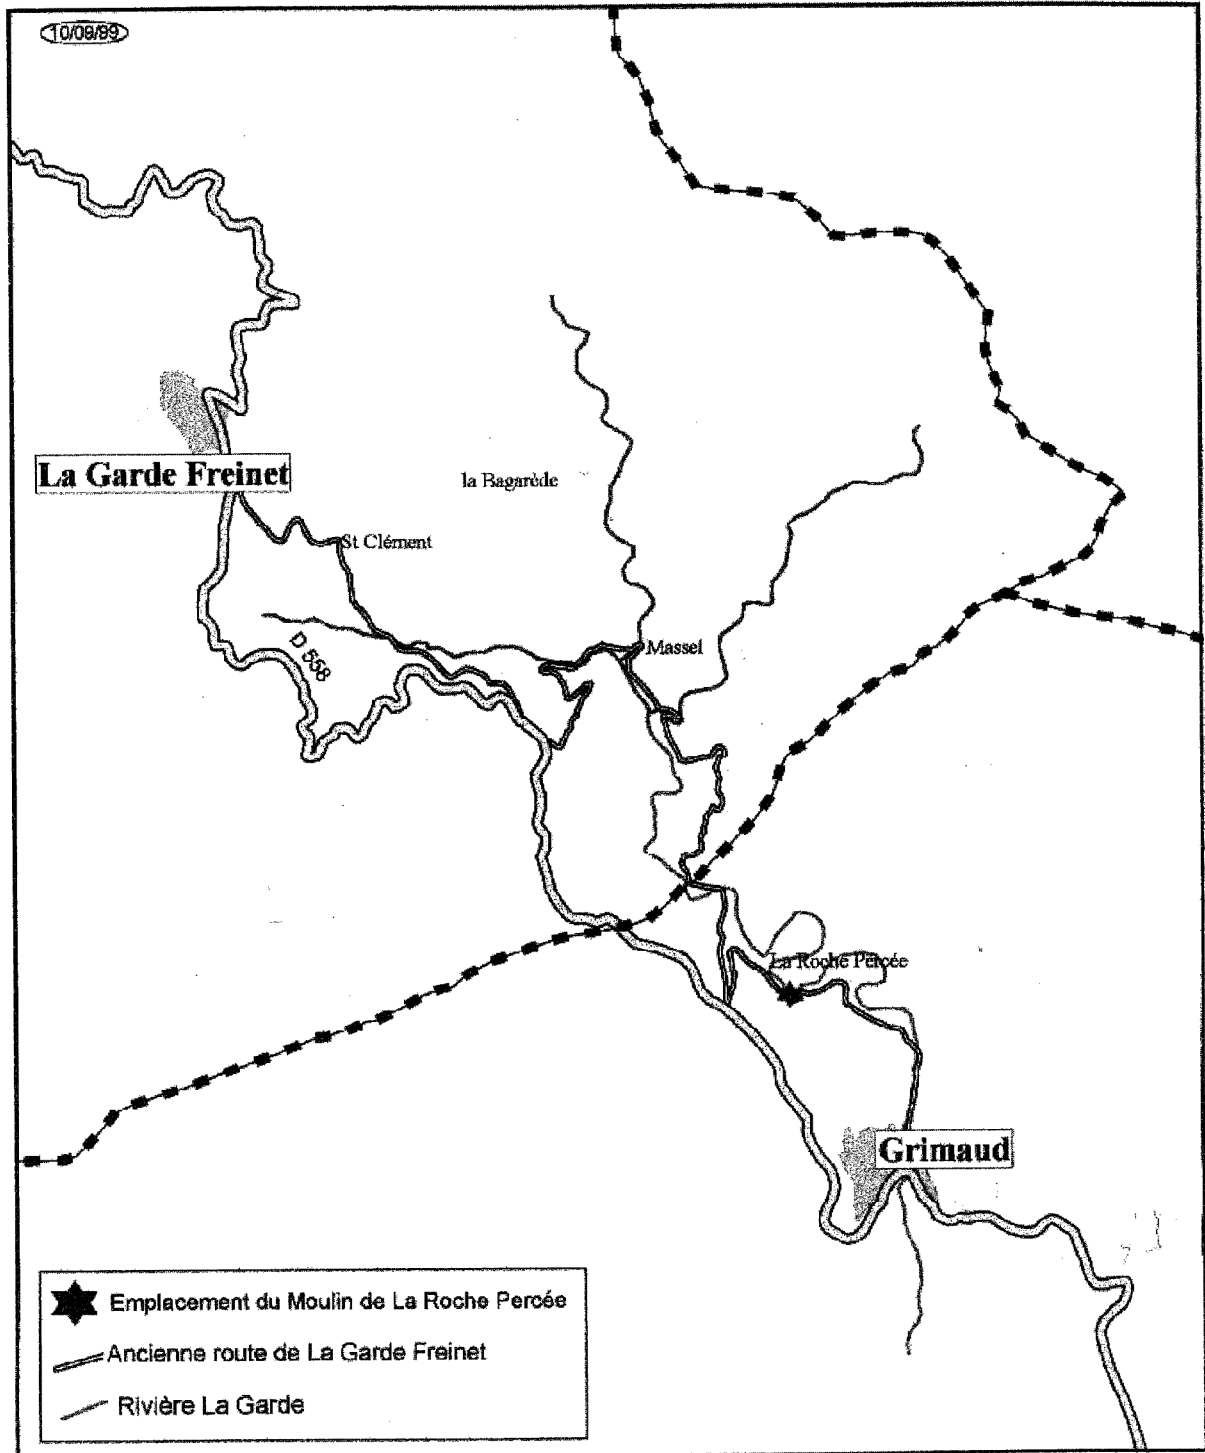 10/09/99
La Garde Freinet
la Bagarède
St Clément
D 558
Massel
La Roche Percée
Grimaud
Emplacement du Moulin de La Roche Percée
Ancienne route de La Garde Freinet
Rivière La Garde